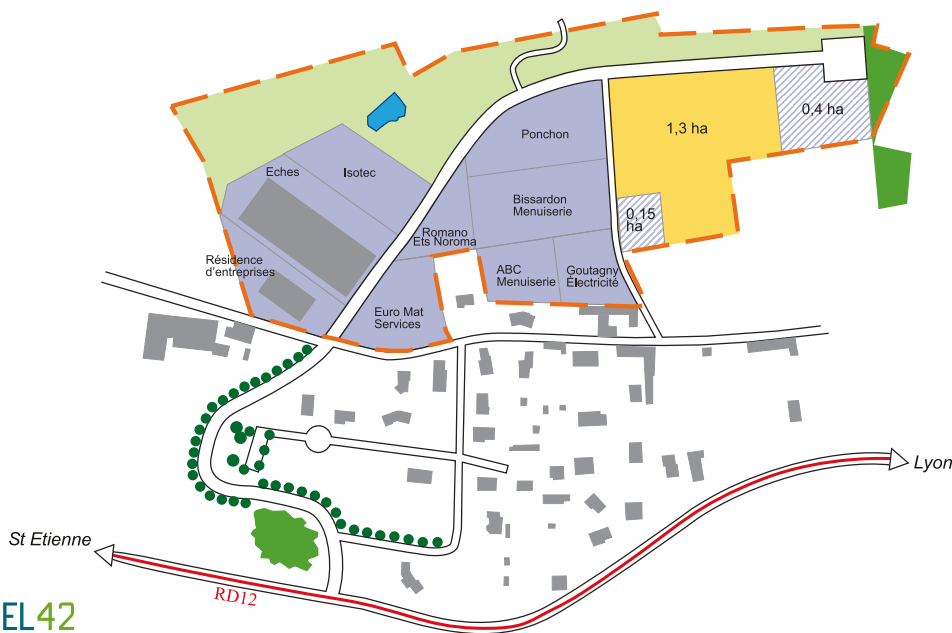 Ponchon
1,3 ha
0,4 ha
Eches
Isotec
Bissardon
Menuiserie
0,15
ha
Romano
Ets Noroma
Résidence
d'entreprises
ABC
Menuiserie
Goutagny
Électricité
Euro Mat
Services
Lyon
St Etienne
RD12
EL42